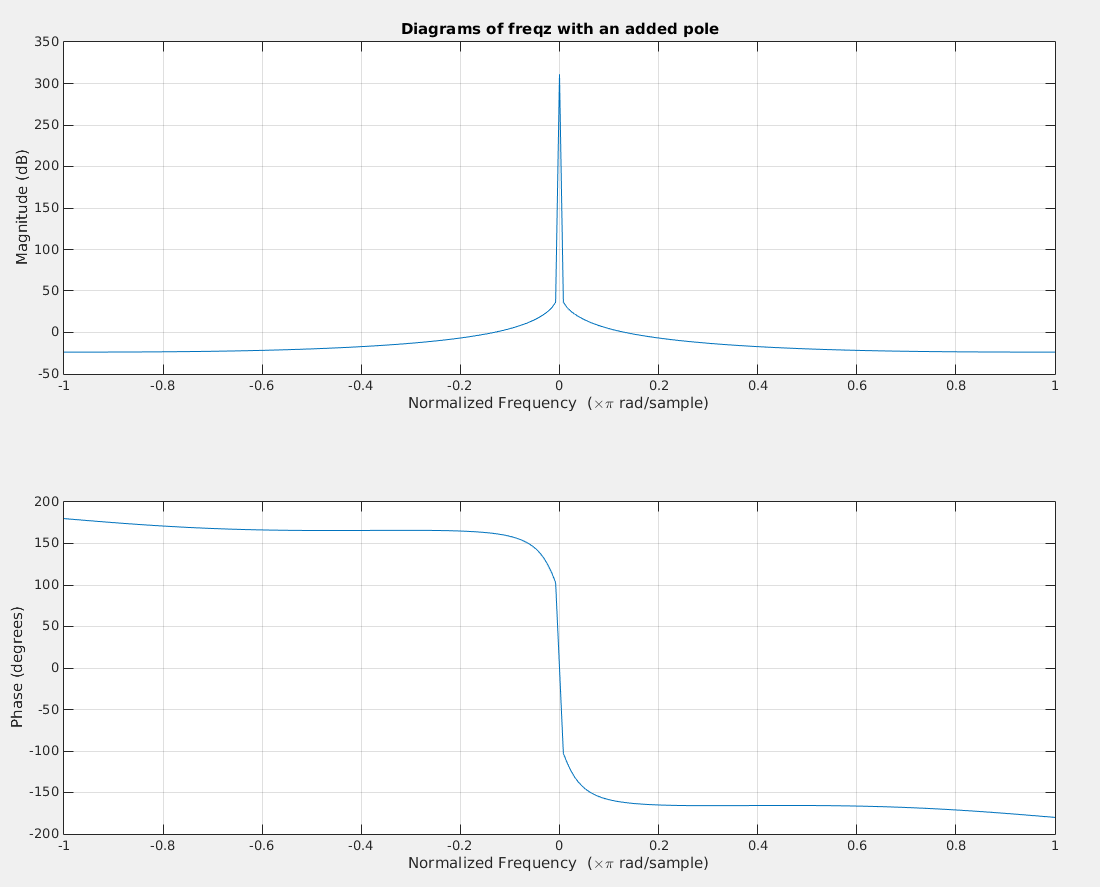 Diagrams of freqz with an added pole
350
300
250
200
150
100
50
0
-50
Magnitude (dB)
-1 -0.8 -0.6 -0.4 -0.2 0 0.2 0.4 0.6 0.8 1
Normalized Frequency (×π rad/sample)
200
150
100
50
0
-50
-100
-150
-200
Phase (degrees)
-1 -0.8 -0.6 -0.4 -0.2 0 0.2 0.4 0.6 0.8 1
Normalized Frequency (×π rad/sample)